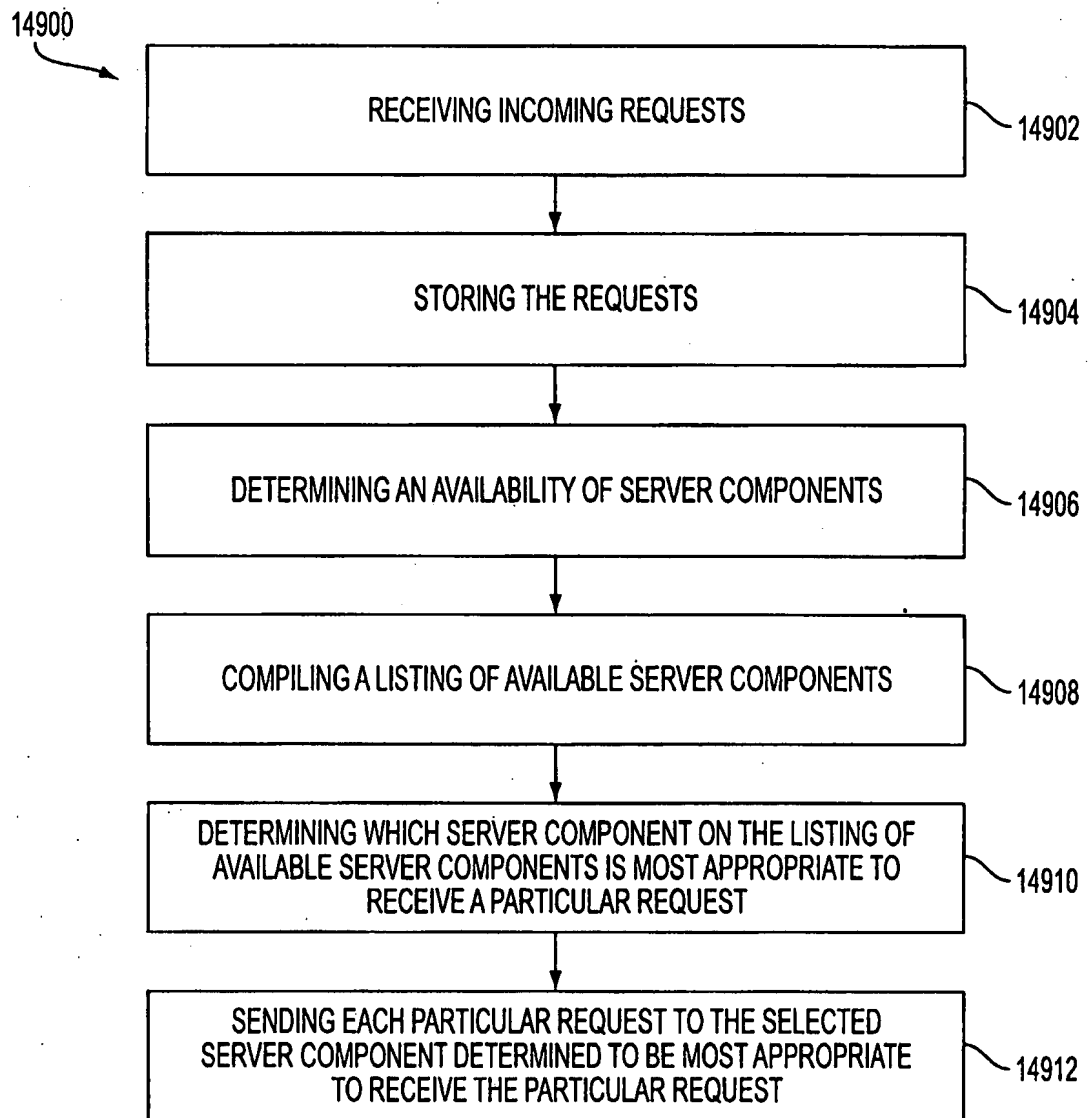 14900
RECEIVING INCOMING REQUESTS
14902
STORING THE REQUESTS
14904
DETERMINING AN AVAILABILITY OF SERVER COMPONENTS
14906
COMPILING A LISTING OF AVAILABLE SERVER COMPONENTS
14908
DETERMINING WHICH SERVER COMPONENT ON THE LISTING OF
AVAILABLE SERVER COMPONENTS IS MOST APPROPRIATE TO
RECEIVE A PARTICULAR REQUEST
14910
SENDING EACH PARTICULAR REQUEST TO THE SELECTED
SERVER COMPONENT DETERMINED TO BE MOST APPROPRIATE
TO RECEIVE THE PARTICULAR REQUEST
14912